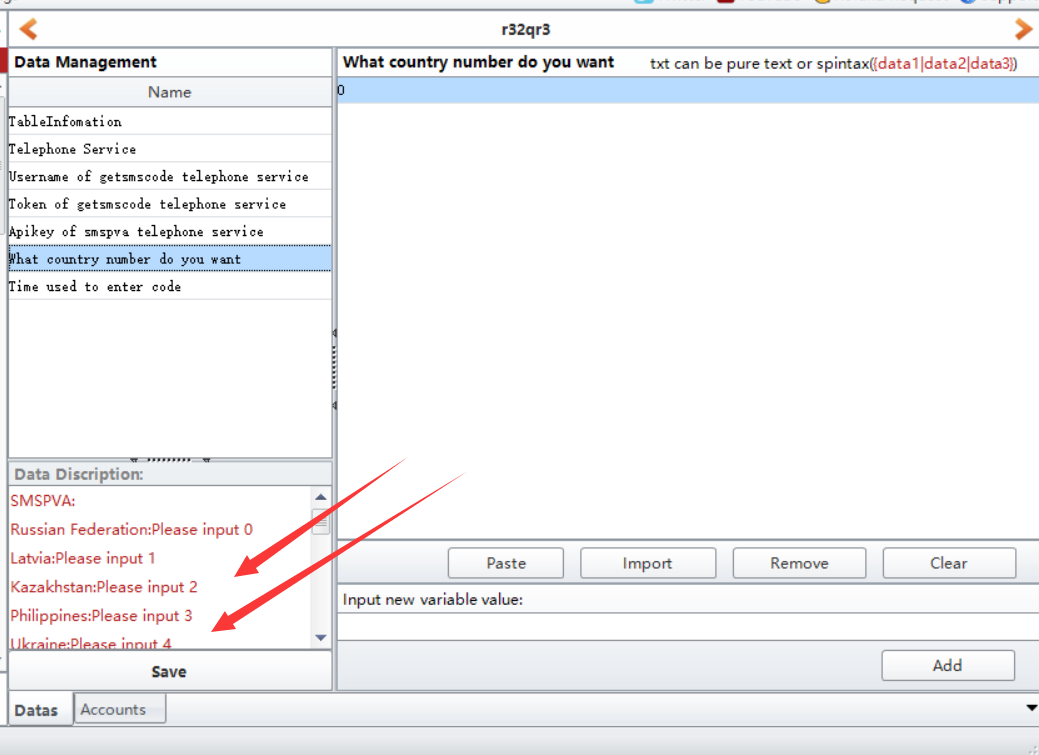 r32qr3
Data Management
Name
TableInfomation
Telephone Service
Username of getsmscode telephone service
Token of getsmscode telephone service
Apikey of smspva telephone service
What country number do you want
Time used to enter code
Data Discription:
SMSPVA:
Russian Federation:Please input 0
Latvia:Please input 1
Kazakhstan:Please input 2
Philippines:Please input 3
Ukraine:Please input 4
Save
What country number do you want txt can be pure text or spintax({data1|data2|data3})
0
Paste Import Remove Clear
Input new variable value:
Add
Datas Accounts